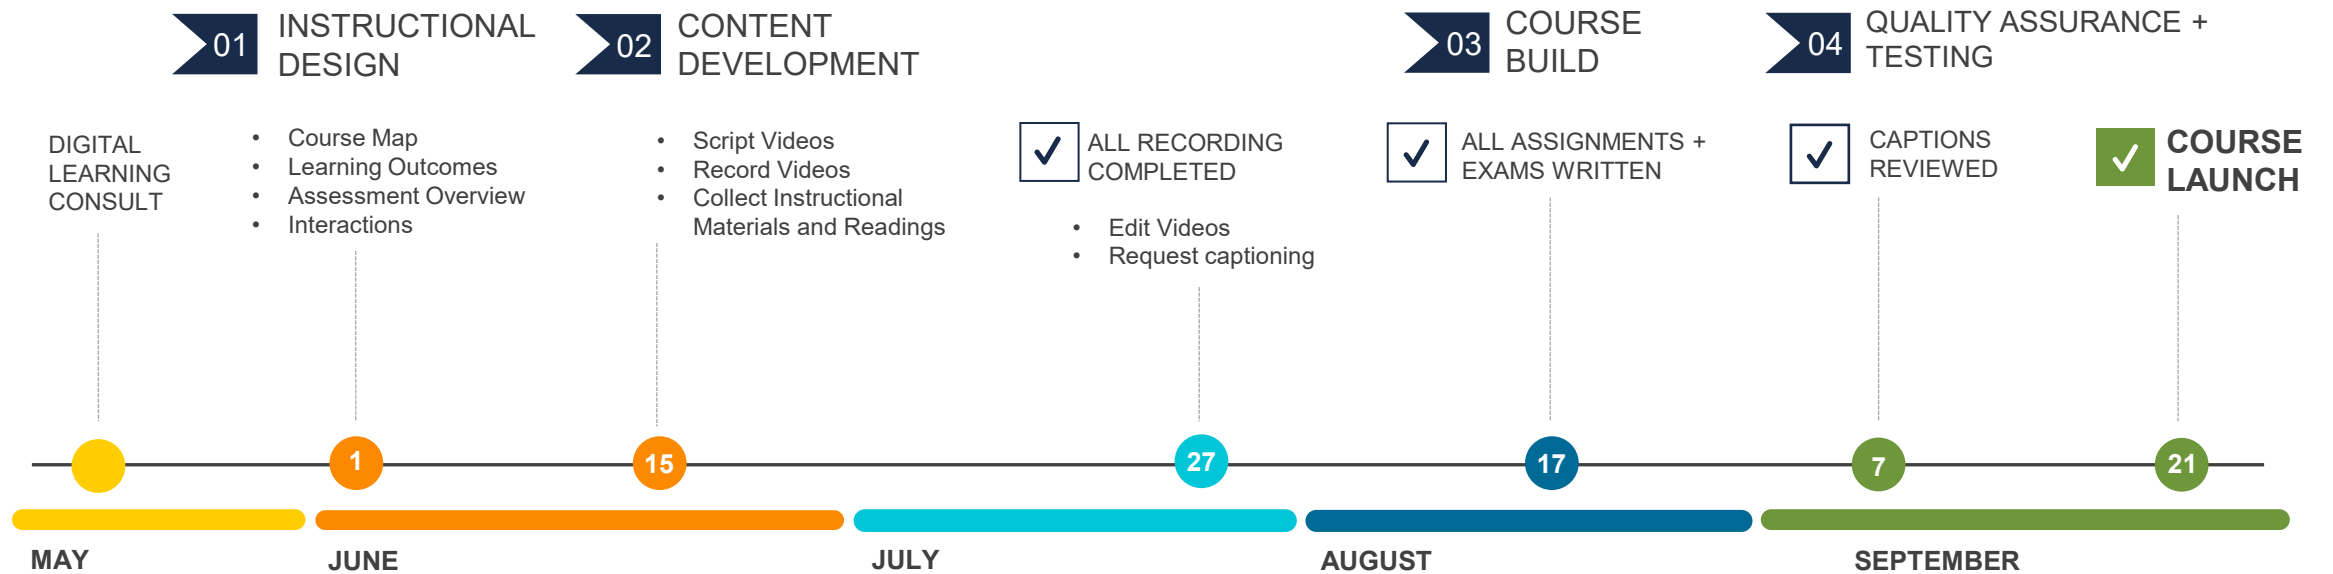 01
INSTRUCTIONAL
DESIGN
02
CONTENT
DEVELOPMENT
03
COURSE
BUILD
04
QUALITY ASSURANCE +
TESTING
DIGITAL
LEARNING
CONSULT
• Course Map
• Learning Outcomes
• Assessment Overview
• Interactions
• Script Videos
• Record Videos
• Collect Instructional
Materials and Readings
ALL RECORDING
COMPLETED
• Edit Videos
• Request captioning
ALL ASSIGNMENTS +
EXAMS WRITTEN
CAPTIONS
REVIEWED
COURSE
LAUNCH
1
15
27
17
7
21
MAY
JUNE
JULY
AUGUST
SEPTEMBER